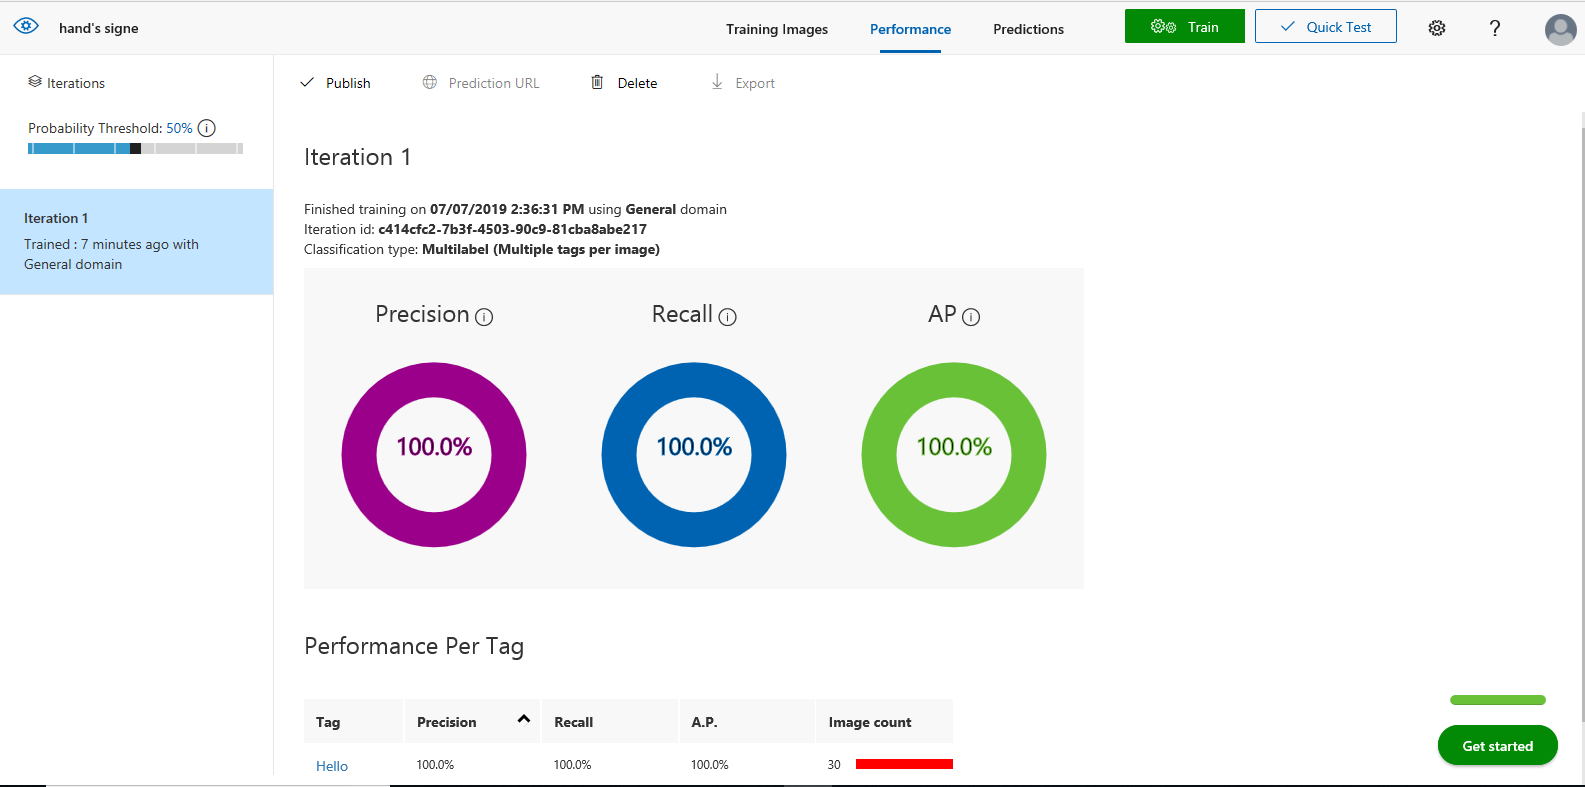 hand's signe
Training Images
Performance
Predictions
Train
Quick Test
?
Iterations
Probability Threshold: 50%
Iteration 1
Trained : 7 minutes ago with
General domain
Publish
Prediction URL
Delete
Export
Iteration 1
Finished training on 07/07/2019 2:36:31 PM using General domain
Iteration id: c414cfc2-7b3f-4503-90c9-81cba8abe217
Classification type: Multilabel (Multiple tags per image)
Precision
Recall
AP
100.0%
100.0%
100.0%
Performance Per Tag
Tag Precision Recall A.P. Image count
Hello 100.0% 100.0% 100.0% 30
Get started